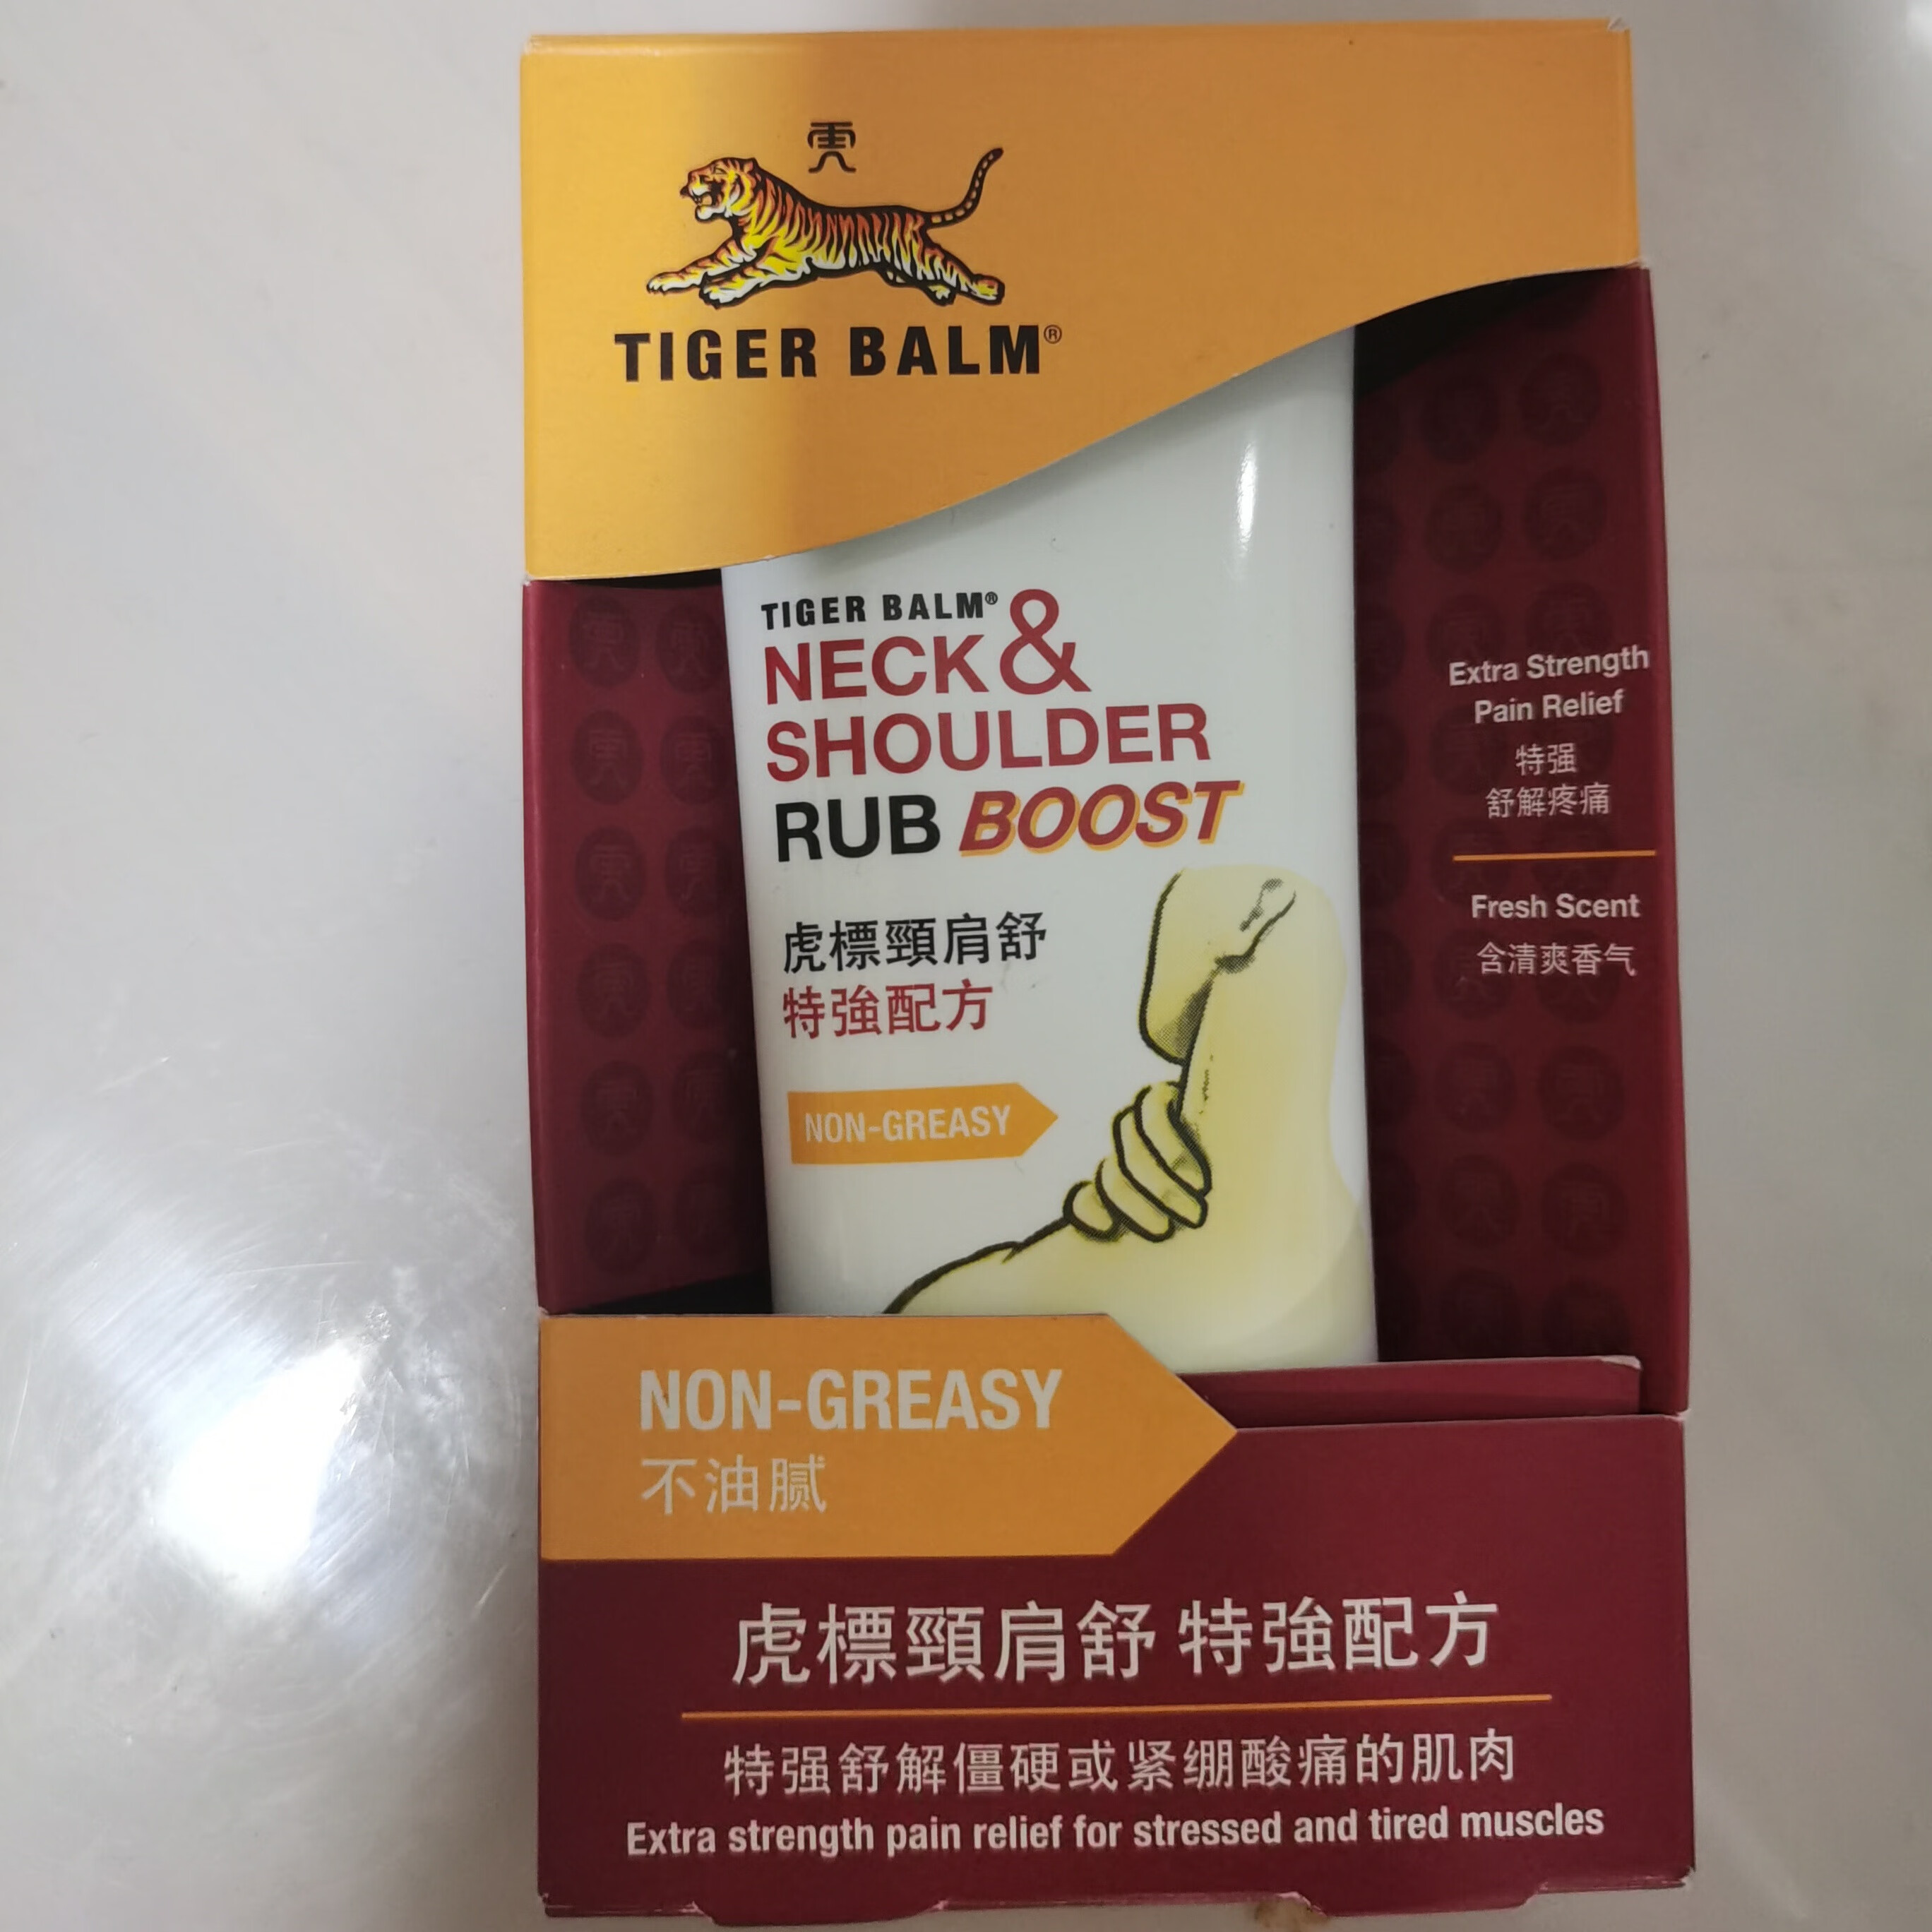 虎
TIGER BALM®
TIGER BALM®
NECK &
SHOULDER
RUB BOOST
虎標頸肩舒
特強配方
NON-GREASY
Extra Strength
Pain Relief
特强
舒解疼痛
Fresh Scent
含清爽香气
NON-GREASY
不油腻
虎標頸肩舒 特強配方
特强舒解僵硬或紧绷酸痛的肌肉
Extra strength pain relief for stressed and tired muscles